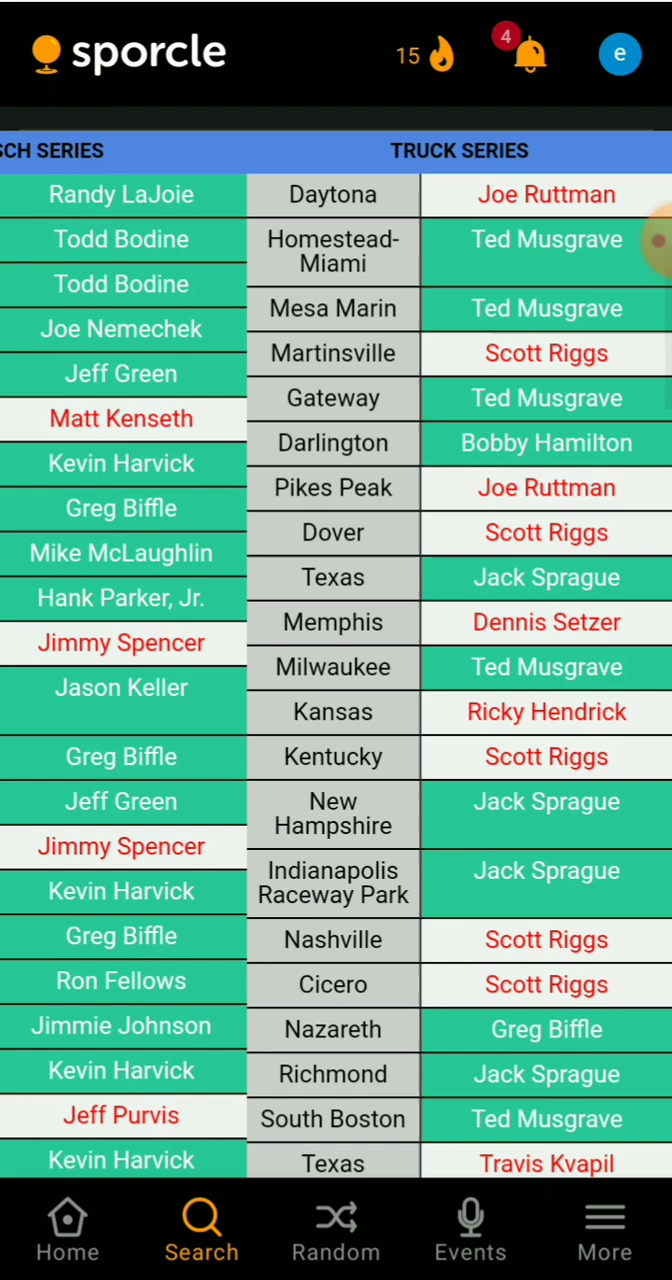 sporcle
15
4
e
SCH SERIES
TRUCK SERIES
Randy LaJoie
Daytona
Joe Ruttman
Todd Bodine
Homestead-
Miami
Ted Musgrave
Todd Bodine
Mesa Marin
Ted Musgrave
Joe Nemechek
Martinsville
Scott Riggs
Jeff Green
Gateway
Ted Musgrave
Matt Kenseth
Darlington
Bobby Hamilton
Kevin Harvick
Pikes Peak
Joe Ruttman
Greg Biffle
Dover
Scott Riggs
Mike McLaughlin
Texas
Jack Sprague
Hank Parker, Jr.
Memphis
Dennis Setzer
Jimmy Spencer
Milwaukee
Ted Musgrave
Jason Keller
Kansas
Ricky Hendrick
Greg Biffle
Kentucky
Scott Riggs
Jeff Green
New
Hampshire
Jack Sprague
Jimmy Spencer
Indianapolis
Raceway Park
Jack Sprague
Kevin Harvick
Greg Biffle
Nashville
Scott Riggs
Ron Fellows
Cicero
Scott Riggs
Jimmie Johnson
Nazareth
Greg Biffle
Kevin Harvick
Richmond
Jack Sprague
Jeff Purvis
South Boston
Ted Musgrave
Kevin Harvick
Texas
Travis Kvapil
Home
Search
Random
Events
More